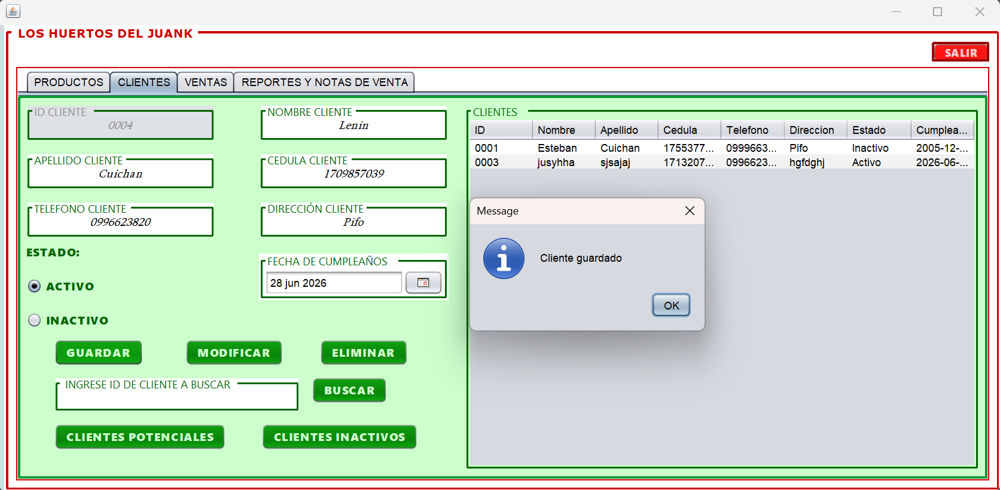 LOS HUERTOS DEL JUANK
SALIR
PRODUCTOS CLIENTES VENTAS REPORTES Y NOTAS DE VENTA
ID CLIENTE
0004
NOMBRE CLIENTE
Lenin
APELLIDO CLIENTE
Cuichan
CEDULA CLIENTE
1709857039
TELEFONO CLIENTE
0996623820
DIRECCIÓN CLIENTE
Pifo
ESTADO:
ACTIVO
INACTIVO
FECHA DE CUMPLEAÑOS
28 jun 2026
GUARDAR MODIFICAR ELIMINAR
INGRESE ID DE CLIENTE A BUSCAR
BUSCAR
CLIENTES POTENCIALES CLIENTES INACTIVOS
CLIENTES
ID Nombre Apellido Cedula Telefono Direccion Estado Cumplea...
0001 Esteban Cuichan 1755377... 0999663... Pifo Inactivo 2005-12-...
0003 jusyhha sjsajaj 1713207... 0996623... hgfdghj Activo 2026-06-...
Message
Cliente guardado
OK